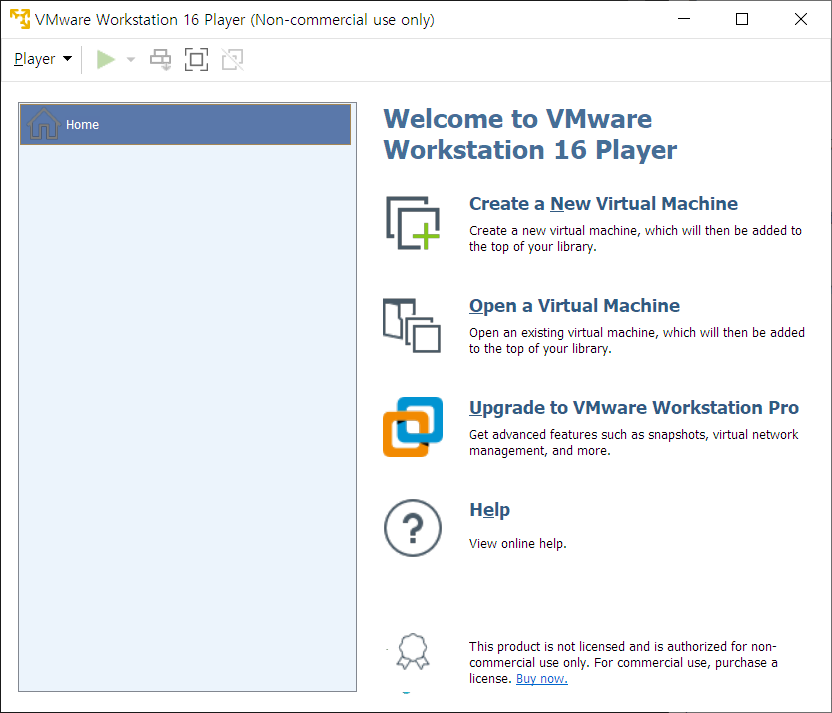 VMware Workstation 16 Player (Non-commercial use only)
Player
Home
Welcome to VMware
Workstation 16 Player
Create a New Virtual Machine
Create a new virtual machine, which will then be added to
the top of your library.
Open a Virtual Machine
Open an existing virtual machine, which will then be added
to the top of your library.
Upgrade to VMware Workstation Pro
Get advanced features such as snapshots, virtual network
management, and more.
Help
View online help.
This product is not licensed and is authorized for non-
commercial use only. For commercial use, purchase a
license. Buy now.